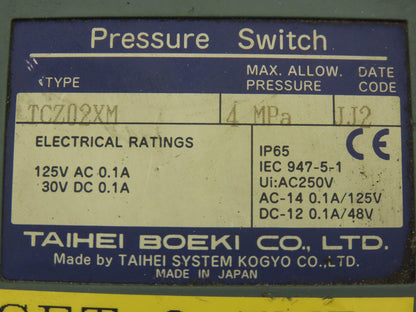 Pressure Switch
TYPE
MAX. ALLOW. PRESSURE
DATE CODE
TCZ02XM
4 MPa
JJ2
ELECTRICAL RATINGS
125V AC 0.1A
30V DC 0.1A
IP65
IEC 947-5-1
Ui:AC250V
AC-14 0.1A/125V
DC-12 0.1A/48V
CE
TAIHEI BOEKI CO., LTD.
Made by TAIHEI SYSTEM KOGYO CO., LTD.
MADE IN JAPAN